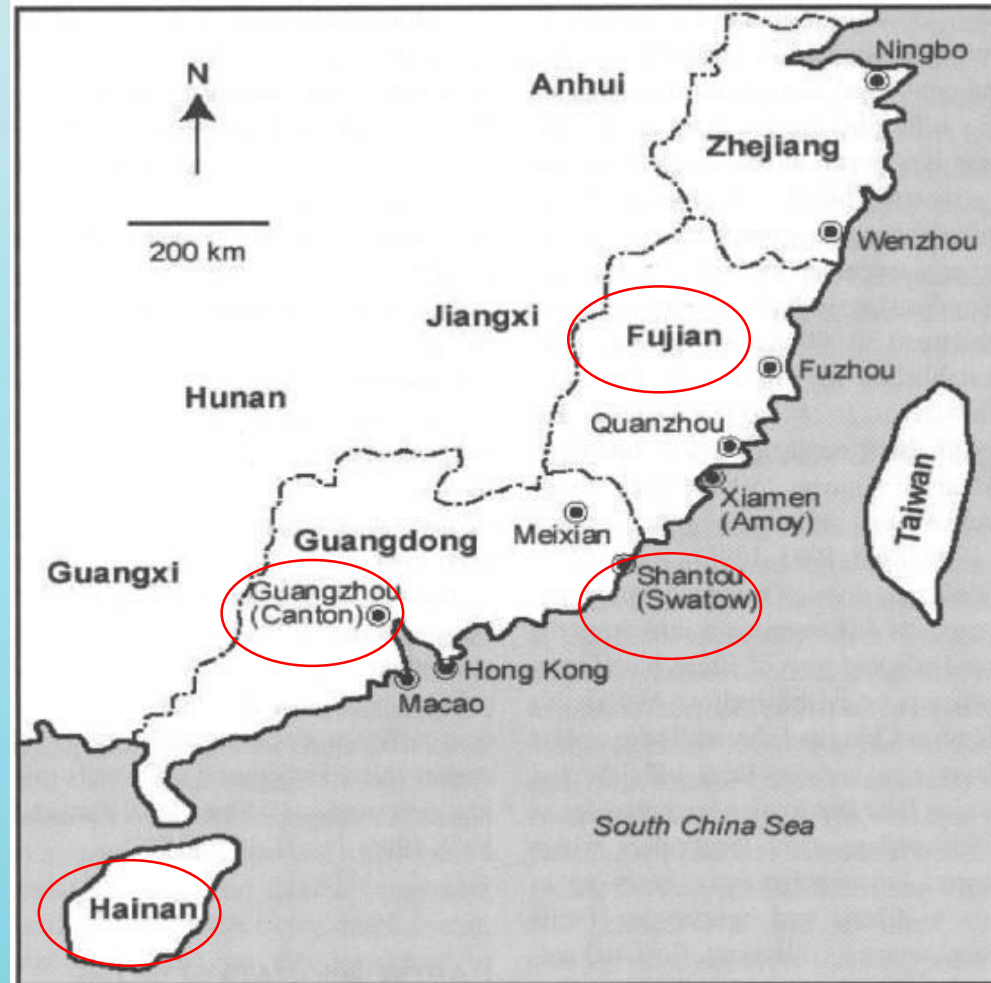 Ningbo
N
Anhui
Zhejiang
200 km
Wenzhou
Jiangxi
Fujian
Fuzhou
Hunan
Quanzhou
Taiwan
Xiamen
(Amoy)
Meixian
Guangdong
Guangxi
Shantou
(Swatow)
Guangzhou
(Canton)
Hong Kong
Macao
South China Sea
Hainan